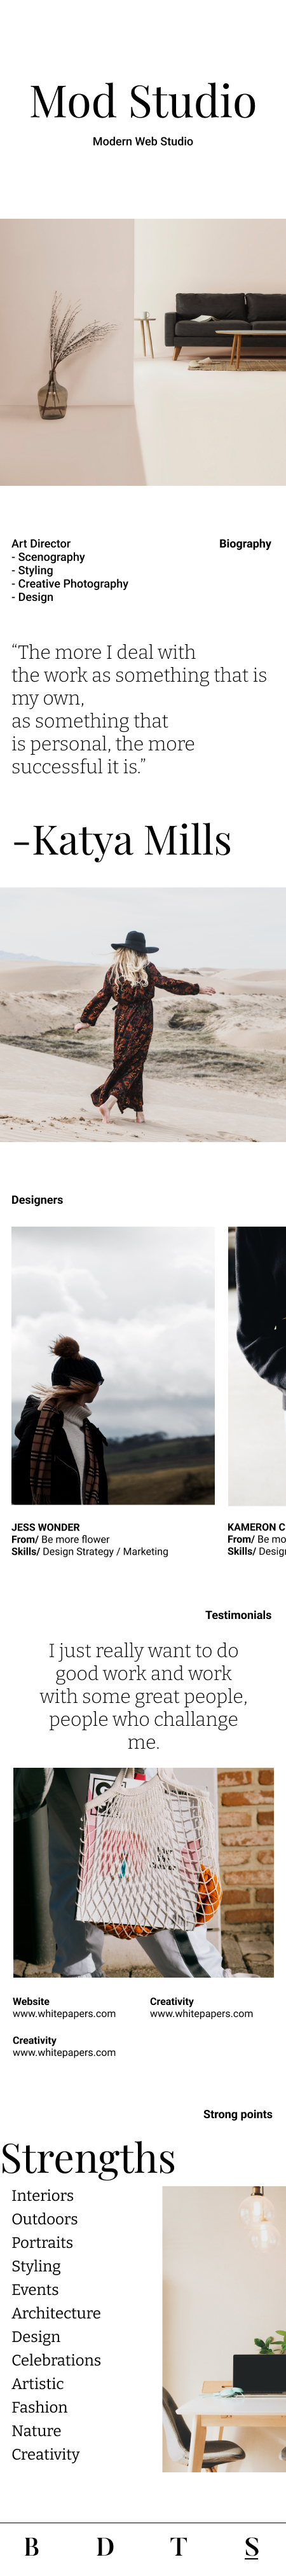 Mod Studio
Modern Web Studio
Art Director
- Scenography
- Styling
- Creative Photography
- Design
Biography
“The more I deal with
the work as something that is
my own,
as something that
is personal, the more
successful it is.”
-Katya Mills
Designers
JESS WONDER
From/ Be more flower
Skills/ Design Strategy / Marketing
KAMERON C
From/ Be mo
Skills/ Desig
Testimonials
I just really want to do
good work and work
with some great people,
people who challange
me.
Website
www.whitepapers.com
Creativity
www.whitepapers.com
Creativity
www.whitepapers.com
Strong points
Strengths
Interiors
Outdoors
Portraits
Styling
Events
Architecture
Design
Celebrations
Artistic
Fashion
Nature
Creativity
B D T S